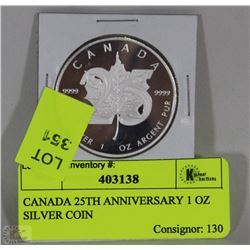 CANADA
9999 9999
25
1 OZ ARGENT PUR
LOT
351
Inventory #:
403138
CANADA 25TH ANNIVERSARY 1 OZ
SILVER COIN
Consignor: 130